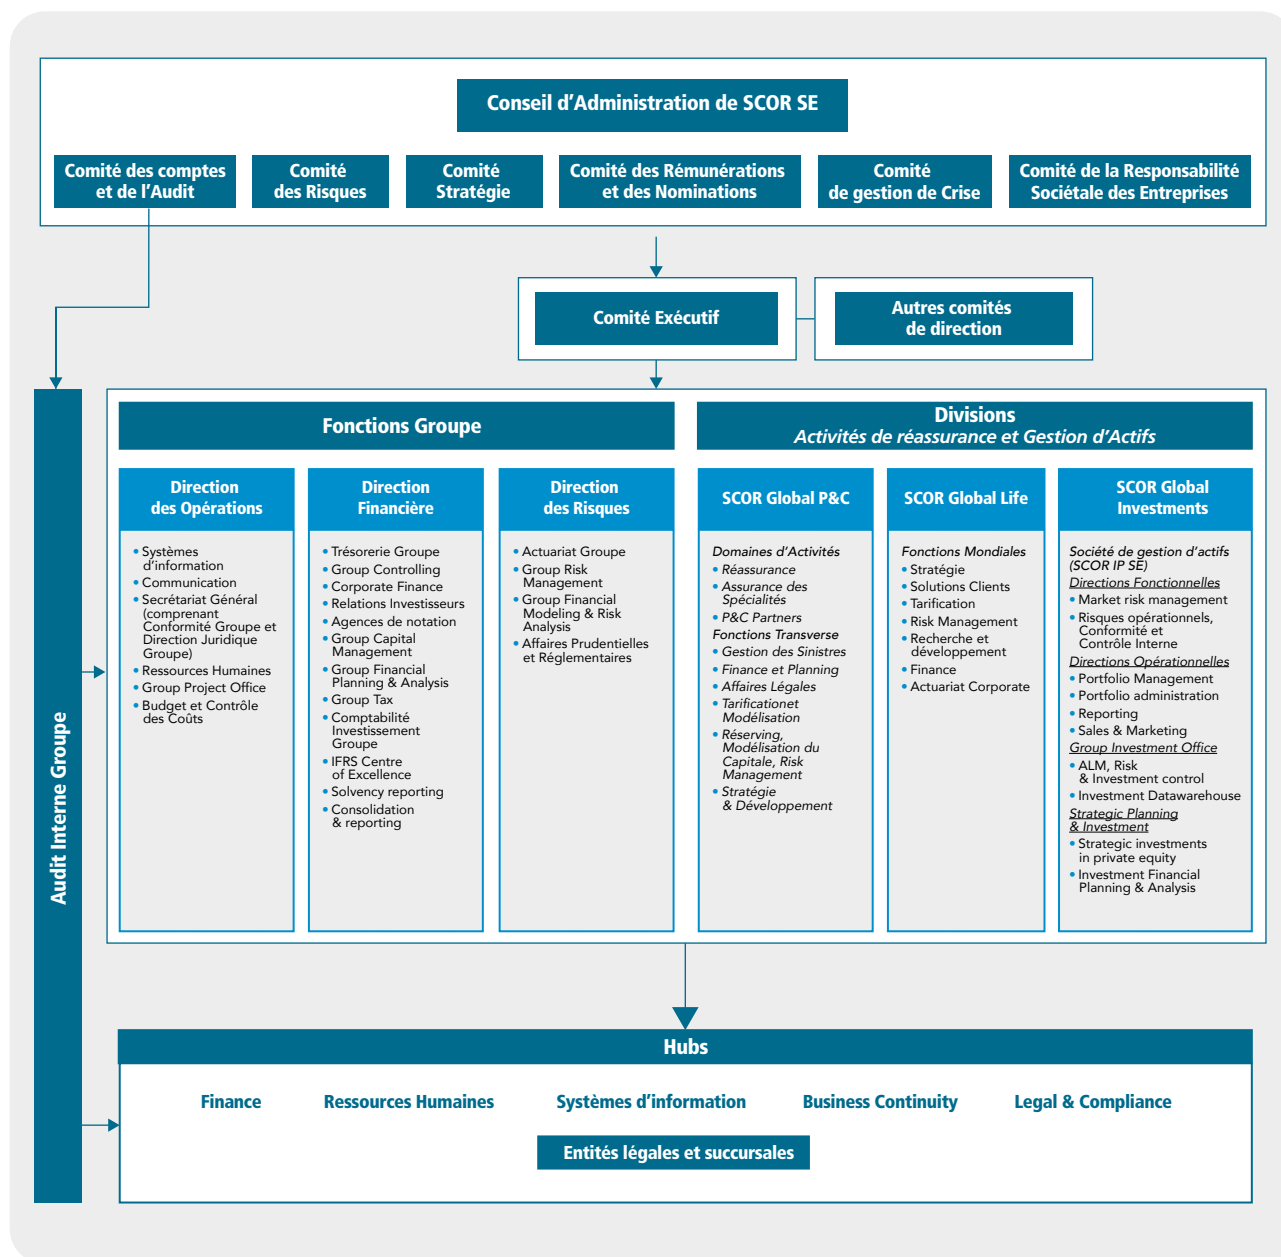 Conseil d'Administration de SCOR SE
Comité des comptes
et de l'Audit
Comité
des Risques
Comité
Stratégie
Comité des Rémunérations
et des Nominations
Comité
de gestion de Crise
Comité de la Responsabilité
Sociétale des Entreprises
Comité Exécutif
Autres comités
de direction
Audit Interne Groupe
Fonctions Groupe
Direction
des Opérations
• Systèmes
d'information
• Communication
• Secrétariat Général
(comprenant
Conformité Groupe et
Direction Juridique
Groupe)
• Ressources Humaines
• Group Project Office
• Budget et Contrôle
des Coûts
Direction
Financière
• Trésorerie Groupe
• Group Controlling
• Corporate Finance
• Relations Investisseurs
• Agences de notation
• Group Capital
Management
• Group Financial
Planning & Analysis
• Group Tax
• Comptabilité
Investissement
Groupe
• IFRS Centre
of Excellence
• Solvency reporting
• Consolidation
& reporting
Direction
des Risques
• Actuariat Groupe
• Group Risk
Management
• Group Financial
Modeling & Risk
Analysis
• Affaires Prudentielles
et Réglementaires
Divisions
Activités de réassurance et Gestion d'Actifs
SCOR Global P&C
Domaines d'Activités
• Réassurance
• Assurance des
Spécialités
• P&C Partners
Fonctions Transverse
• Gestion des Sinistres
• Finance et Planning
• Affaires Légales
• Tarificationet
Modélisation
• Réserving,
Modélisation du
Capitale, Risk
Management
• Stratégie
& Développement
SCOR Global Life
Fonctions Mondiales
• Stratégie
• Solutions Clients
• Tarification
• Risk Management
• Recherche et
développement
• Finance
• Actuariat Corporate
SCOR Global
Investments
Société de gestion d'actifs
(SCOR IP SE)
Directions Fonctionnelles
• Market risk management
• Risques opérationnels,
Conformité et
Contrôle Interne
Directions Opérationnelles
• Portfolio Management
• Portfolio administration
• Reporting
• Sales & Marketing
Group Investment Office
• ALM, Risk
& Investment control
• Investment Datawarehouse
Strategic Planning
& Investment
• Strategic investments
in private equity
• Investment Financial
Planning & Analysis
Hubs
Finance
Ressources Humaines
Systèmes d'information
Business Continuity
Legal & Compliance
Entités légales et succursales